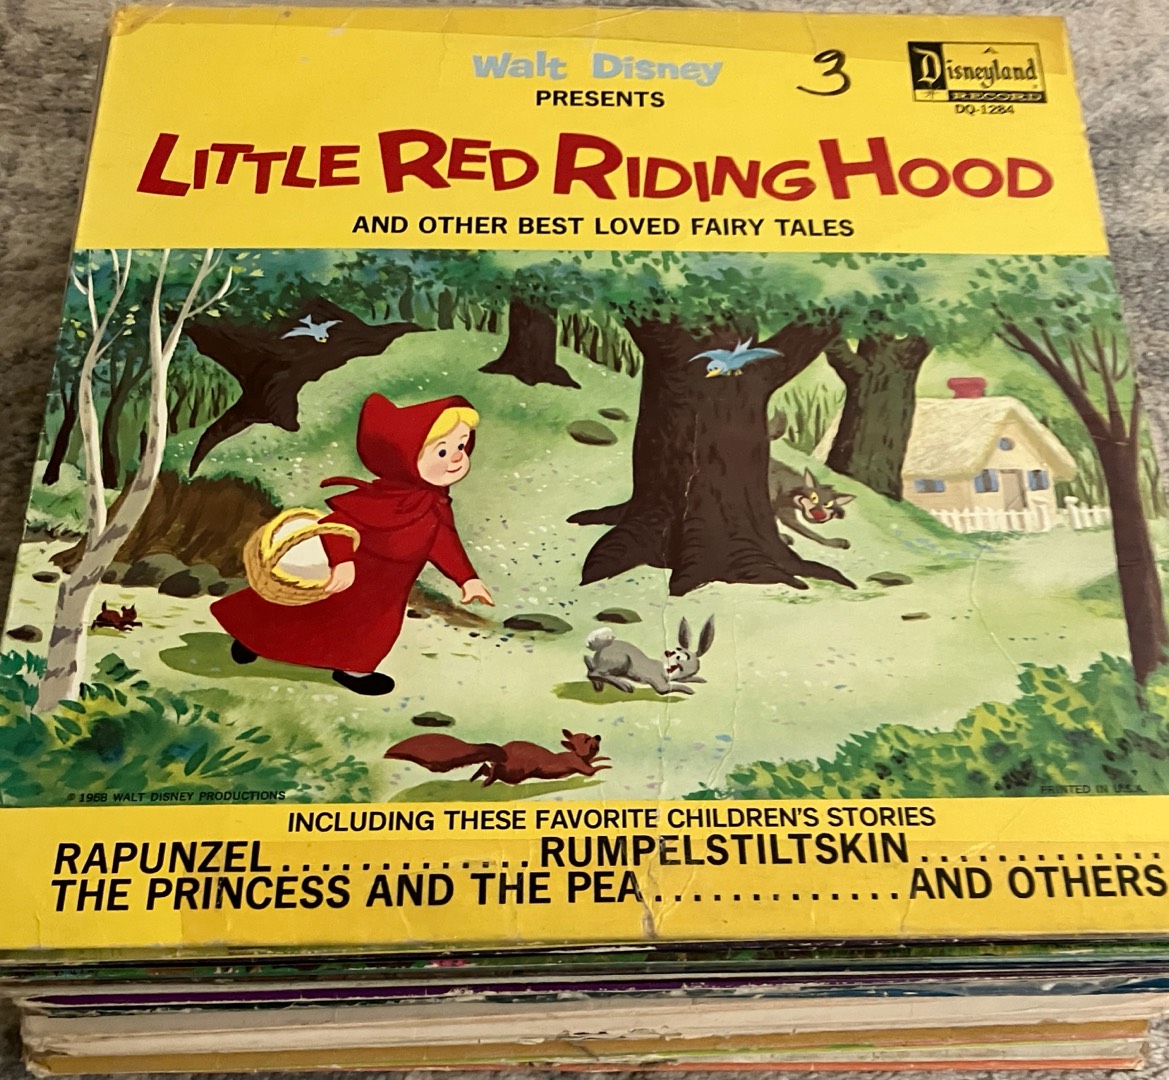 Walt Disney
PRESENTS
3
Disneyland
RECORD
DQ-1284
LITTLE RED RIDING HOOD
AND OTHER BEST LOVED FAIRY TALES
© 1968 WALT DISNEY PRODUCTIONS
PRINTED IN U.S.A.
INCLUDING THESE FAVORITE CHILDREN'S STORIES
RAPUNZEL.............RUMPELSTILTSKIN.............
THE PRINCESS AND THE PEA.............AND OTHERS